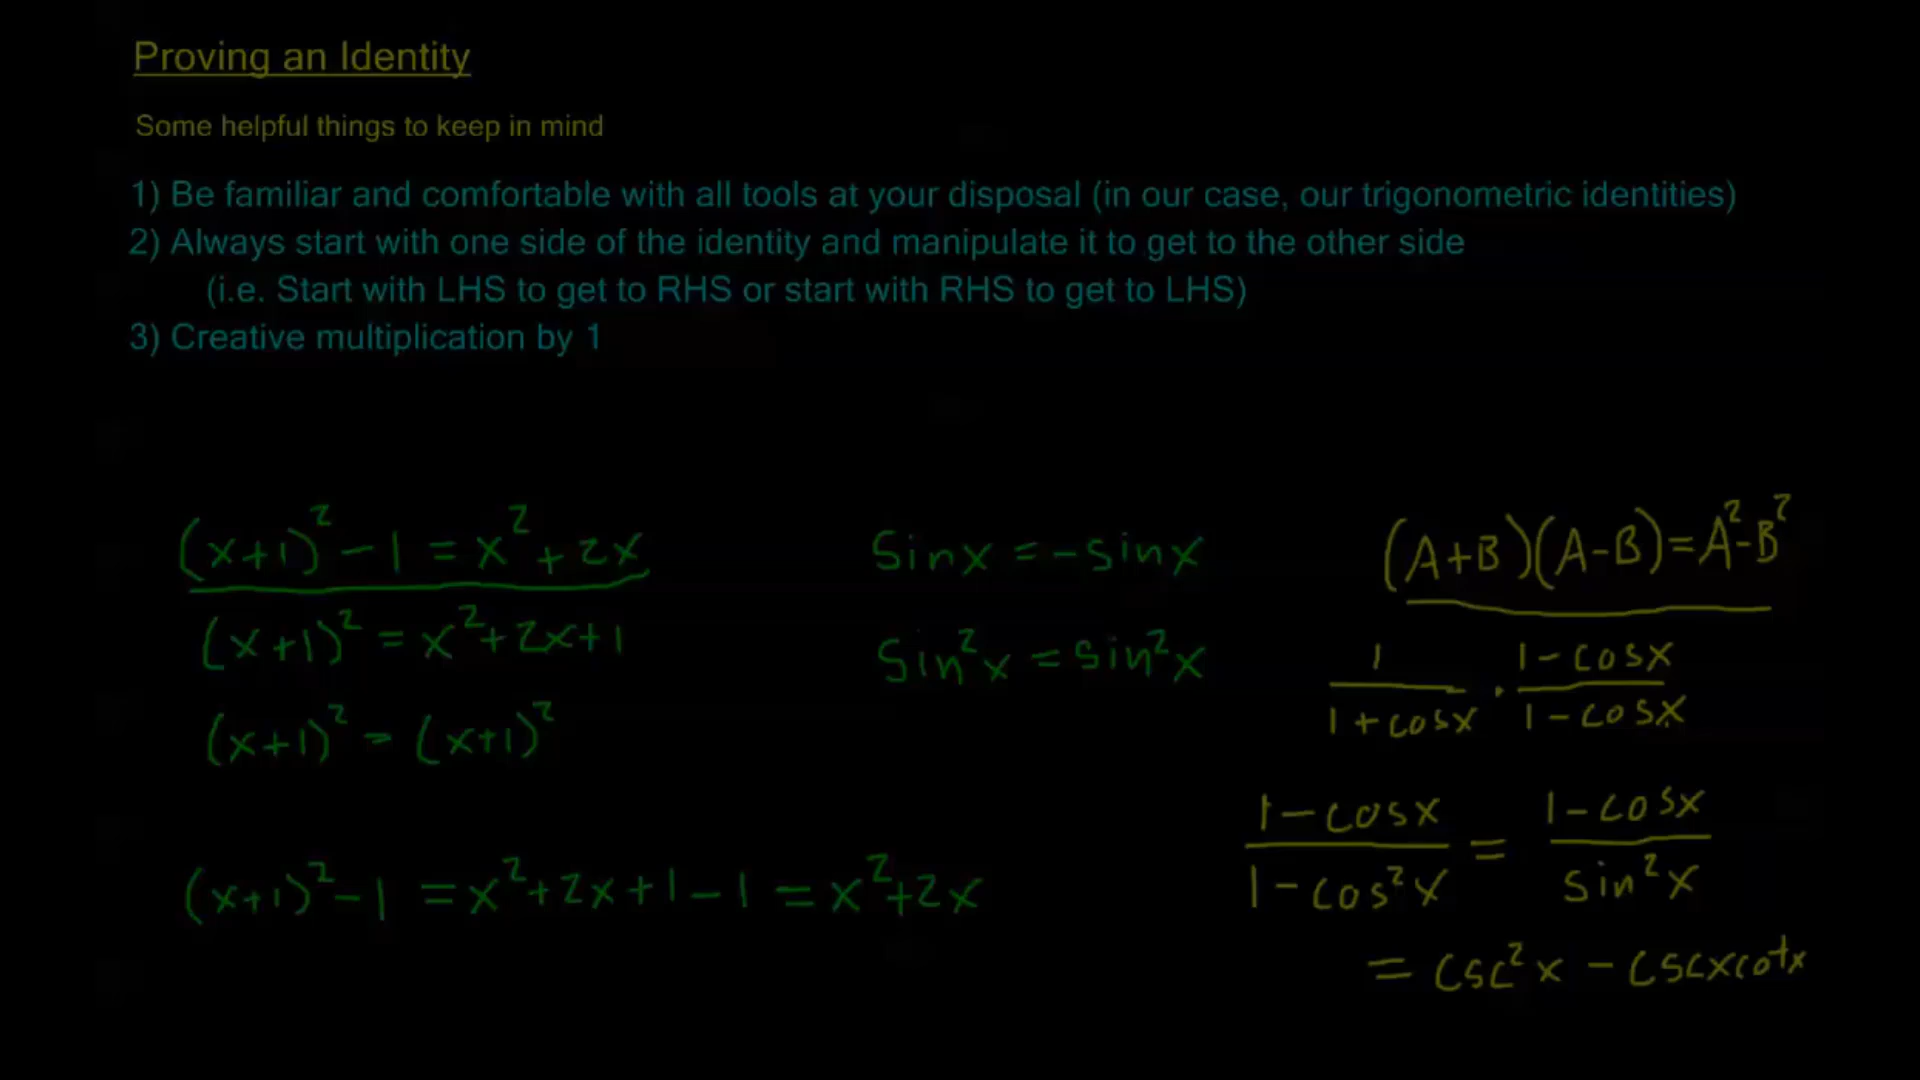 Proving an Identity
Some helpful things to keep in mind
1) Be familiar and comfortable with all tools at your disposal (in our case, our trigonometric identities)
2) Always start with one side of the identity and manipulate it to get to the other side
(i.e. Start with LHS to get to RHS or start with RHS to get to LHS)
3) Creative multiplication by 1
(x+1)² - 1 = x² + 2x
(x+1)² = x² + 2x + 1
(x+1)² = (x+1)²
(x+1)² - 1 = x² + 2x + 1 - 1 = x² + 2x
sinx = -sinx
sin²x = sin²x
(A+B)(A-B) = A² - B²
1/(1+cosx) · (1-cosx)/(1-cosx)
(1-cosx)/(1-cos²x) = (1-cosx)/(sin²x)
= csc²x - cscxcotx